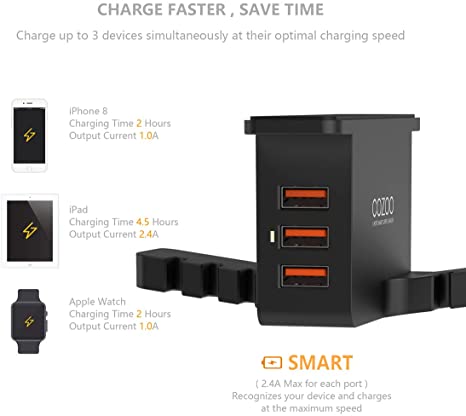 CHARGE FASTER , SAVE TIME
Charge up to 3 devices simultaneously at their optimal charging speed
iPhone 8
Charging Time 2 Hours
Output Current 1.0A
iPad
Charging Time 4.5 Hours
Output Current 2.4A
Apple Watch
Charging Time 2 Hours
Output Current 1.0A
COZOO
SMART
( 2.4A Max for each port )
Recognizes your device and charges
at the maximum speed